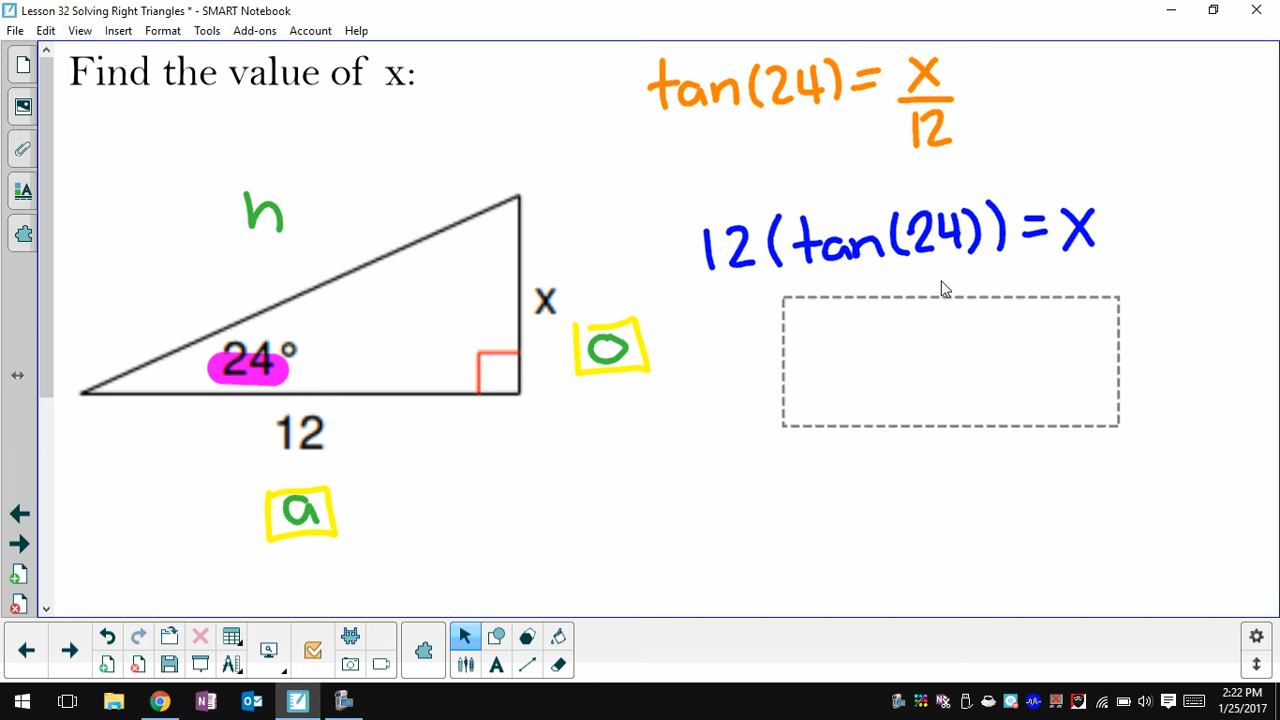 Lesson 32 Solving Right Triangles * - SMART Notebook
File Edit View Insert Format Tools Add-ons Account Help
Find the value of x:
tan(24) = x
12
h
12(tan(24)) = x
x
o
24°
12
a
2:22 PM
1/25/2017